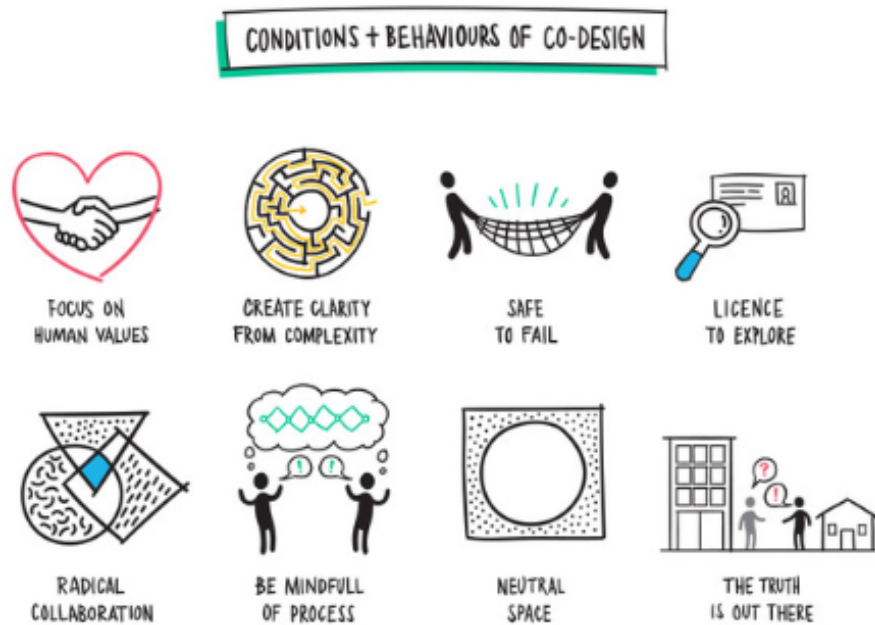 CONDITIONS + BEHAVIOURS OF CO-DESIGN
FOCUS ON
HUMAN VALUES
CREATE CLARITY
FROM COMPLEXITY
SAFE
TO FAIL
LICENCE
TO EXPLORE
!
!
?
!
RADICAL
COLLABORATION
BE MINDFULL
OF PROCESS
NEUTRAL
SPACE
THE TRUTH
IS OUT THERE